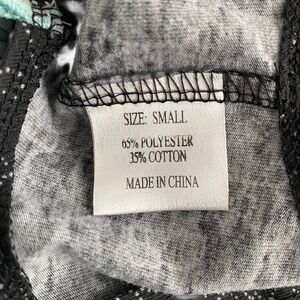 SIZE: SMALL
65% POLYESTER
35% COTTON
MADE IN CHINA